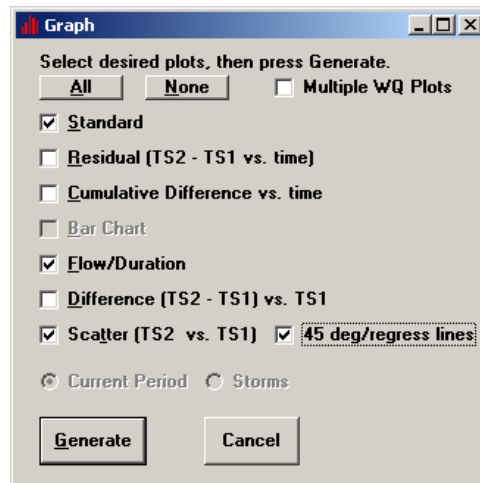 Graph
Select desired plots, then press Generate.
All None Multiple WQ Plots
Standard
Residual (TS2 - TS1 vs. time)
Cumulative Difference vs. time
Bar Chart
Flow/Duration
Difference (TS2 - TS1) vs. TS1
Scatter (TS2 vs. TS1) 45 deg/regress lines
Current Period Storms
Generate Cancel